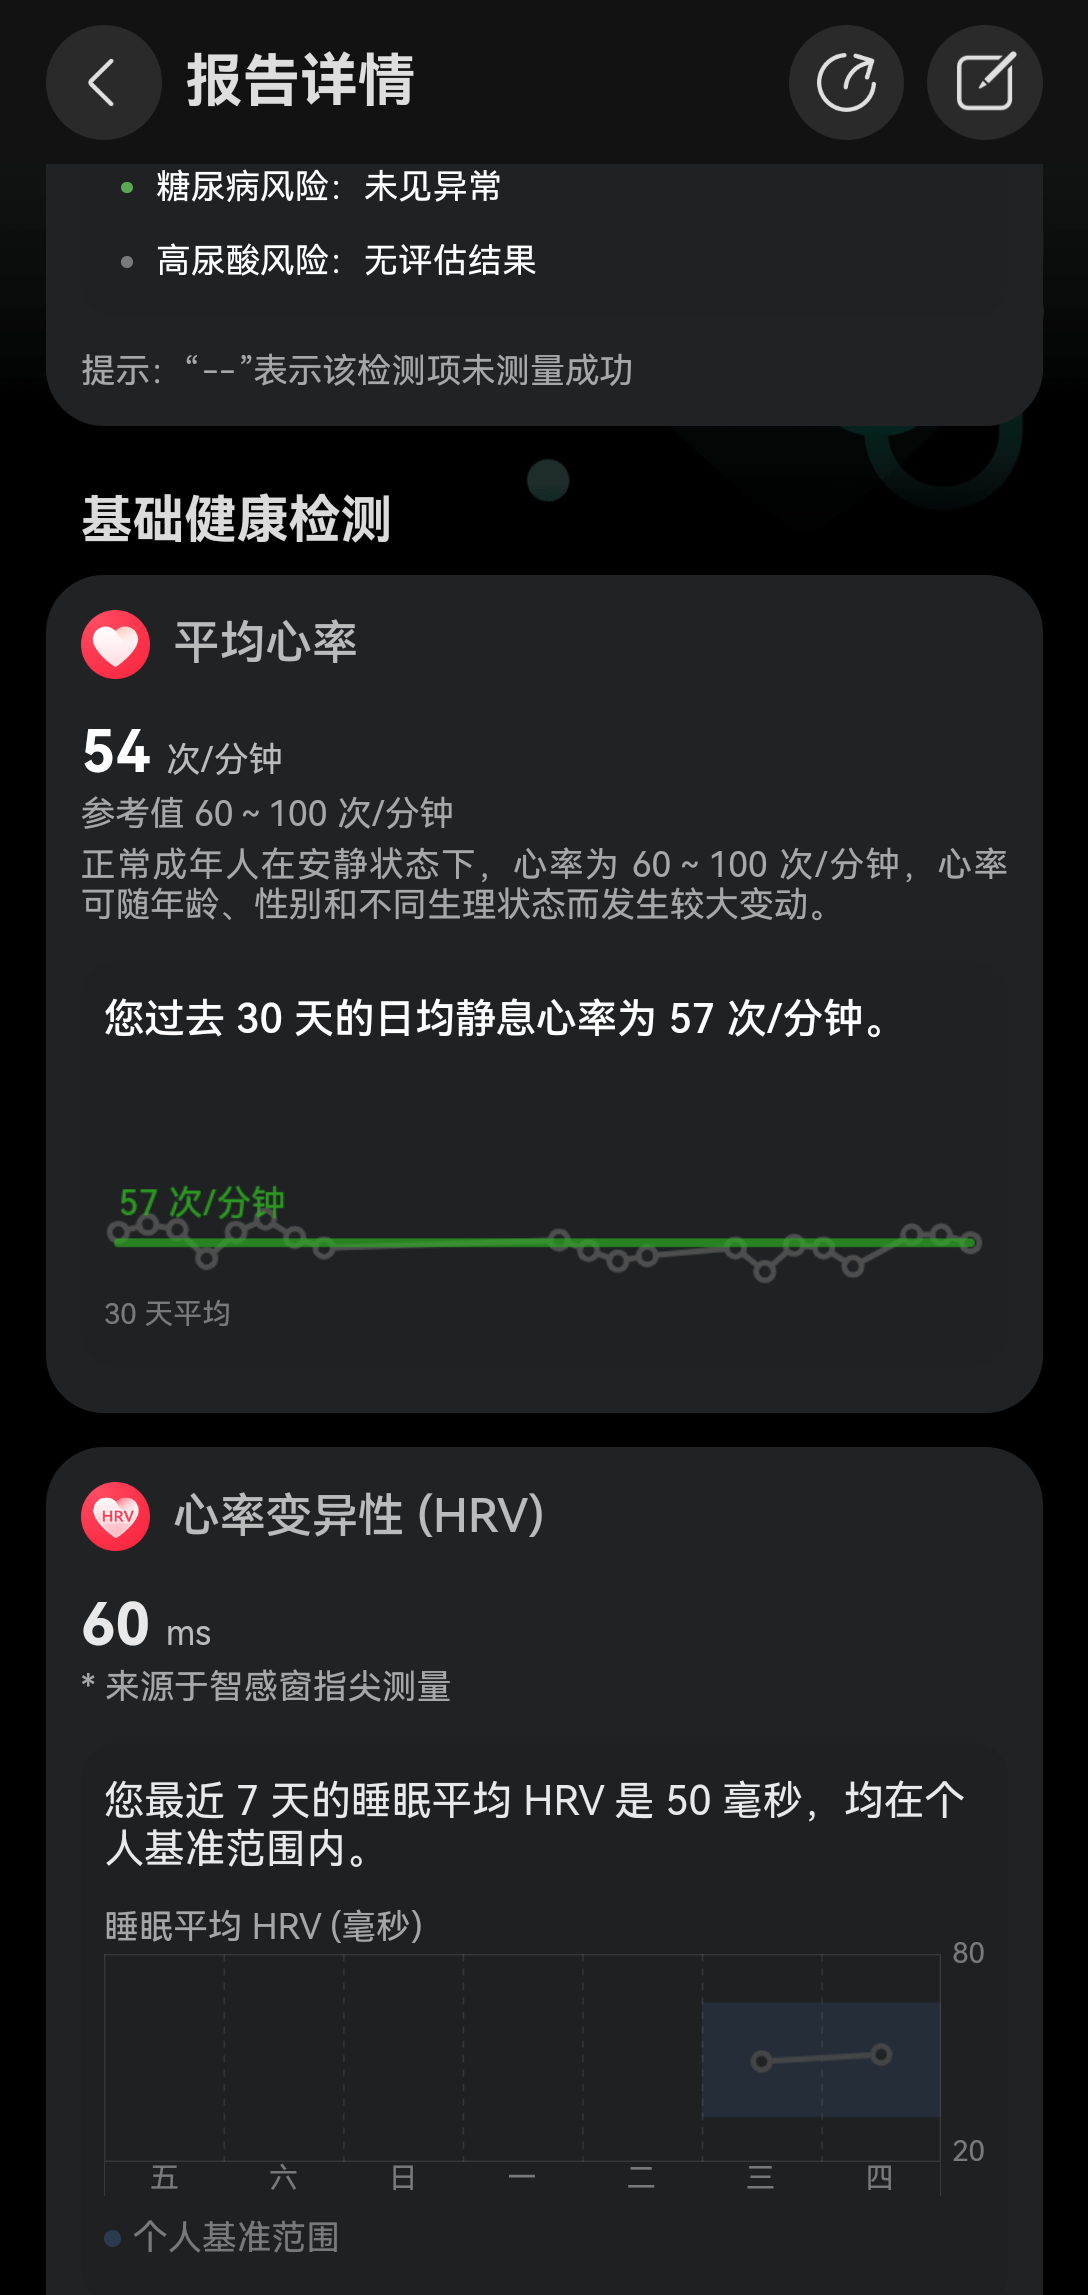 报告详情
糖尿病风险：未见异常
高尿酸风险：无评估结果
提示：“--”表示该检测项未测量成功
基础健康检测
平均心率
54 次/分钟
参考值 60 ~ 100 次/分钟
正常成年人在安静状态下，心率为 60 ~ 100 次/分钟，心率
可随年龄、性别和不同生理状态而发生较大变动。
您过去 30 天的日均静息心率为 57 次/分钟。
57 次/分钟
30 天平均
HRV 心率变异性 (HRV)
60 ms
* 来源于智感窗指尖测量
您最近 7 天的睡眠平均 HRV 是 50 毫秒，均在个
人基准范围内。
睡眠平均 HRV (毫秒)
80
20
五 六 日 一 二 三 四
个人基准范围